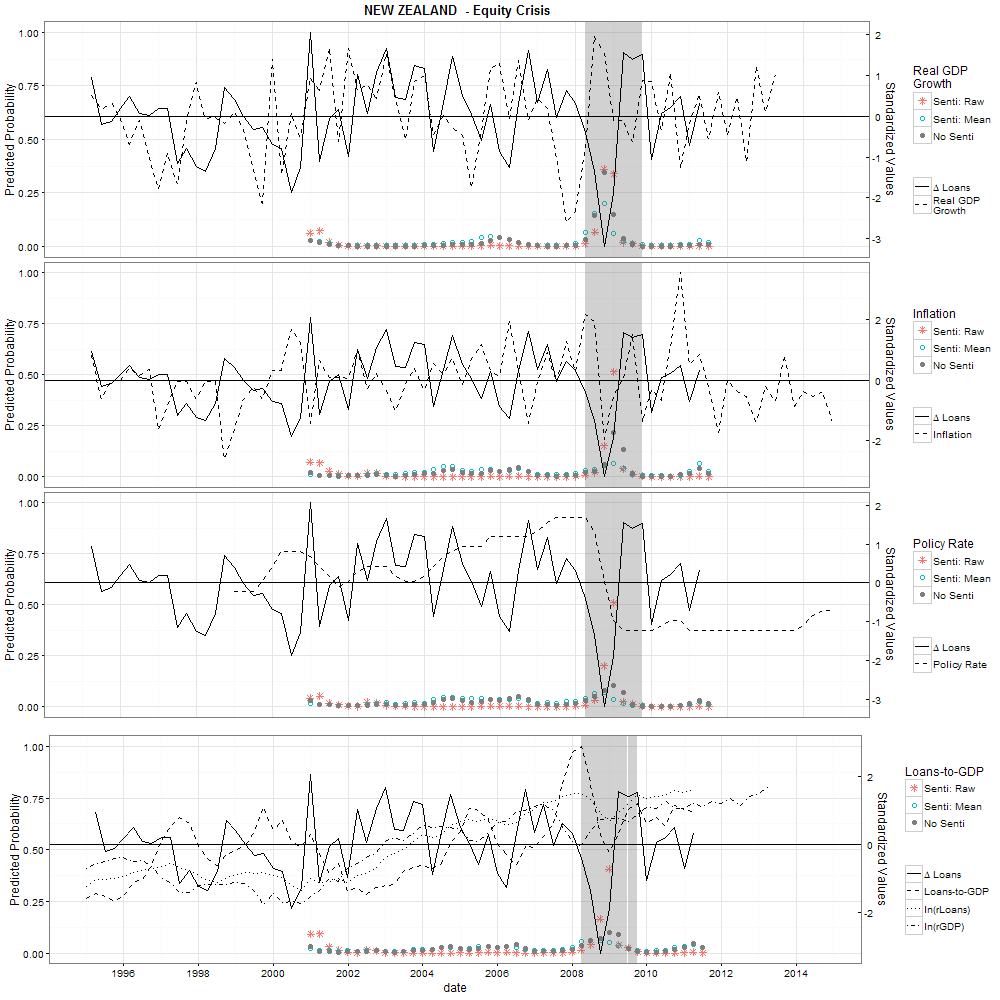 NEW ZEALAND - Equity Crisis
1.00
0.75
0.50
0.25
0.00
Predicted Probability
2
1
0
-1
-2
-3
Standardized Values
Real GDP
Growth
Senti: Raw
Senti: Mean
No Senti
Δ Loans
Real GDP
Growth
1.00
0.75
0.50
0.25
0.00
Predicted Probability
2
0
-2
Standardized Values
Inflation
Senti: Raw
Senti: Mean
No Senti
Δ Loans
Inflation
1.00
0.75
0.50
0.25
0.00
Predicted Probability
2
1
0
-1
-2
-3
Standardized Values
Policy Rate
Senti: Raw
Senti: Mean
No Senti
Δ Loans
Policy Rate
1.00
0.75
0.50
0.25
0.00
Predicted Probability
2
0
-2
Standardized Values
Loans-to-GDP
Senti: Raw
Senti: Mean
No Senti
Δ Loans
Loans-to-GDP
ln(rLoans)
ln(rGDP)
1996 1998 2000 2002 2004 2006 2008 2010 2012 2014
date